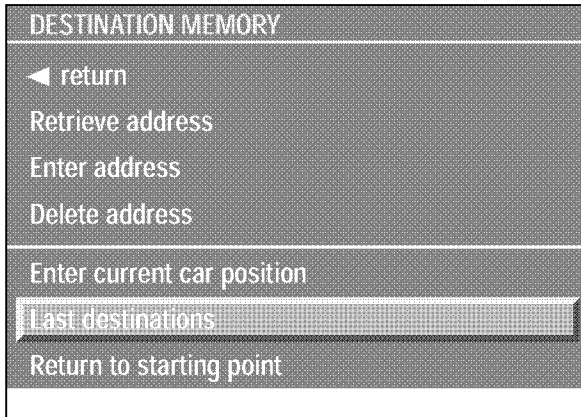 DESTINATION MEMORY
◄ return
Retrieve address
Enter address
Delete address
Enter current car position
Last destinations
Return to starting point